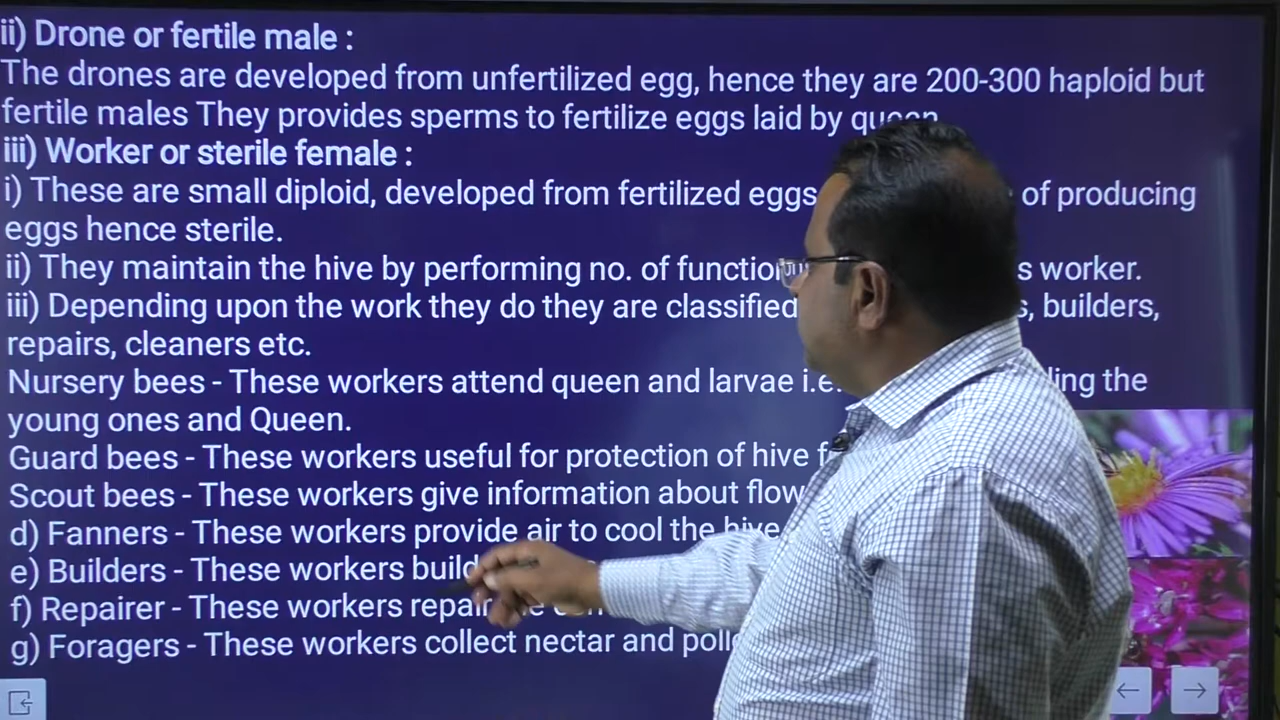 ii) Drone or fertile male :
The drones are developed from unfertilized egg, hence they are 200-300 haploid but
fertile males They provides sperms to fertilize eggs laid by queen
iii) Worker or sterile female :
i) These are small diploid, developed from fertilized eggs of producing
eggs hence sterile.
ii) They maintain the hive by performing no. of s worker.
iii) Depending upon the work they do they are classified s, builders,
repairs, cleaners etc.
Nursery bees - These workers attend queen and larvae i.e. the
young ones and Queen.
Guard bees - These workers useful for protection of hive
Scout bees - These workers give information about
d) Fanners - These workers provide air to cool the hive
e) Builders - These workers build
f) Repairer - These workers repair
g) Foragers - These workers collect nectar and